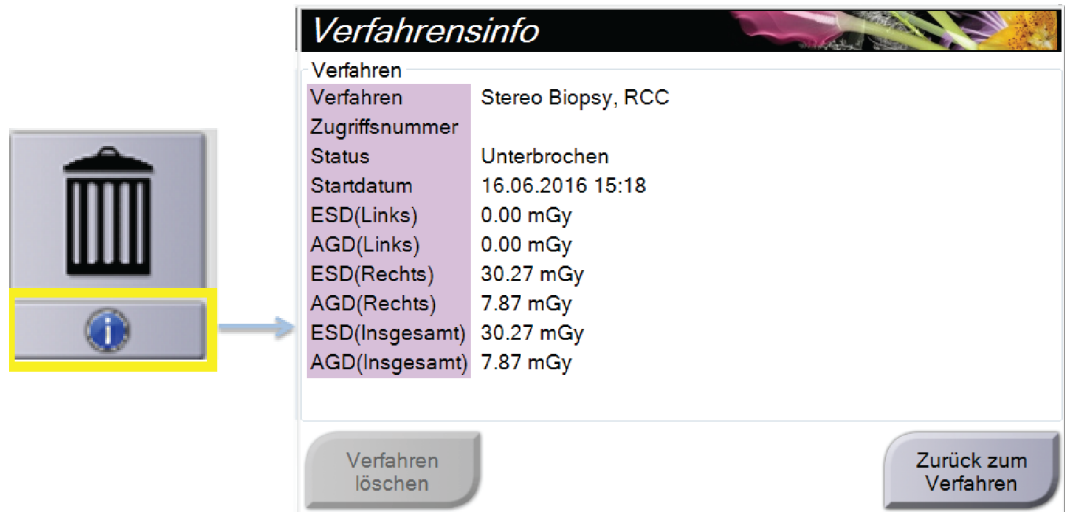 Verfahrensinfo
Verfahren
Verfahren Stereo Biopsy, RCC
Zugriffsnummer
Status Unterbrochen
Startdatum 16.06.2016 15:18
ESD(Links) 0.00 mGy
AGD(Links) 0.00 mGy
ESD(Rechts) 30.27 mGy
AGD(Rechts) 7.87 mGy
ESD(Insgesamt) 30.27 mGy
AGD(Insgesamt) 7.87 mGy
Verfahren
löschen
Zurück zum
Verfahren